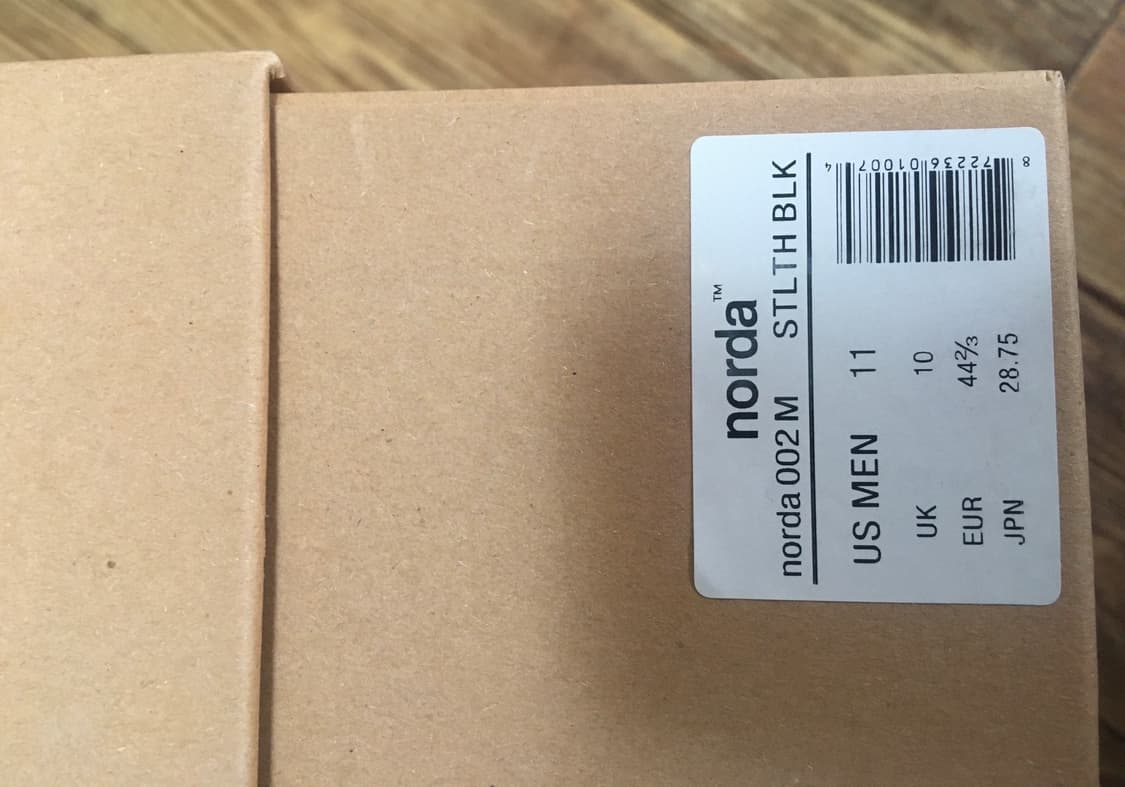 norda™
norda 002 M STLTH BLK
US MEN 11
UK 10
EUR 44⅔
JPN 28.75
8 72236 01007 4